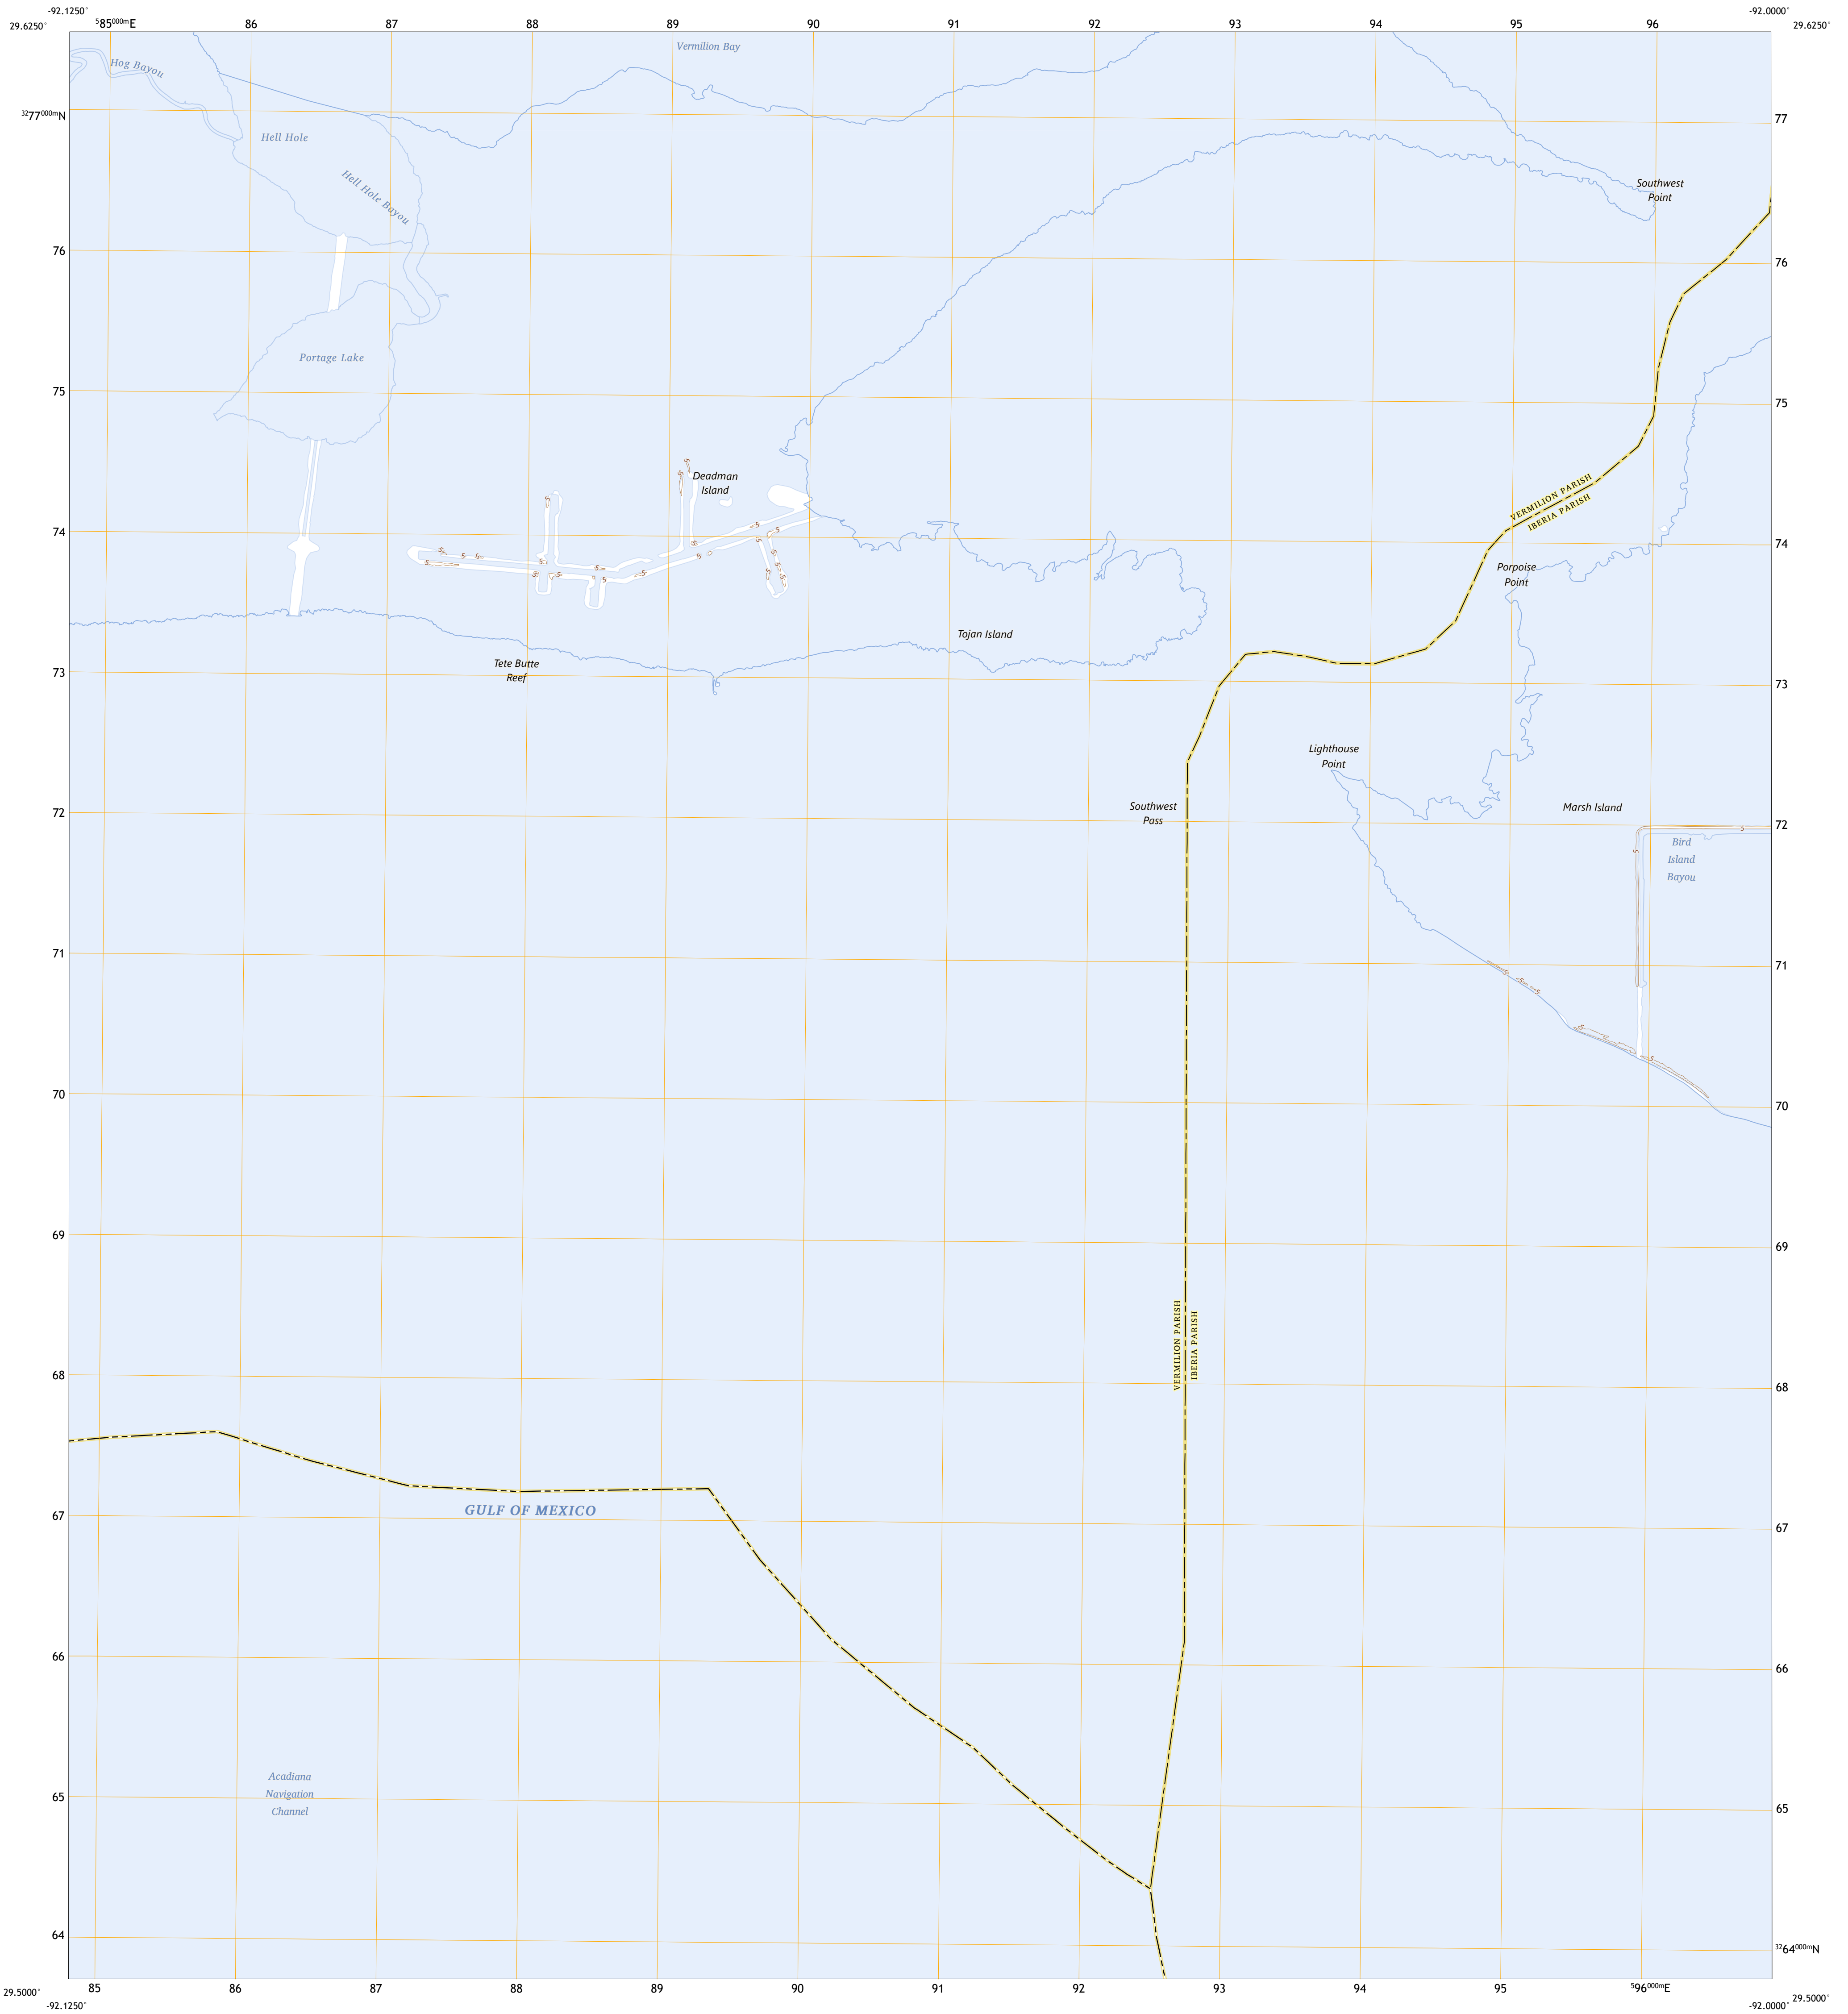 -92.1250°
-92.0000°
29.6250°
⁵85⁰⁰⁰ᵐE
86
87
88
89
90
91
92
93
94
95
96
29.6250°
Vermilion Bay
Hog Bayou
³²77⁰⁰⁰ᵐN
77
Hell Hole
Hell Hole Bayou
Southwest
Point
76
76
Portage Lake
75
75
Deadman
Island
VERMILION PARISH
IBERIA PARISH
74
74
Porpoise
Point
Tojan Island
Tete Butte
Reef
73
73
Lighthouse
Point
Southwest
Pass
Marsh Island
72
72
Bird
Island
Bayou
71
71
70
70
69
69
VERMILION PARISH
IBERIA PARISH
68
68
GULF OF MEXICO
67
67
66
66
Acadiana
Navigation
Channel
65
65
64
³²64⁰⁰⁰ᵐN
29.5000°
85
86
87
88
89
90
91
92
93
94
95
⁵96⁰⁰⁰ᵐE
29.5000°
-92.1250°
-92.0000°